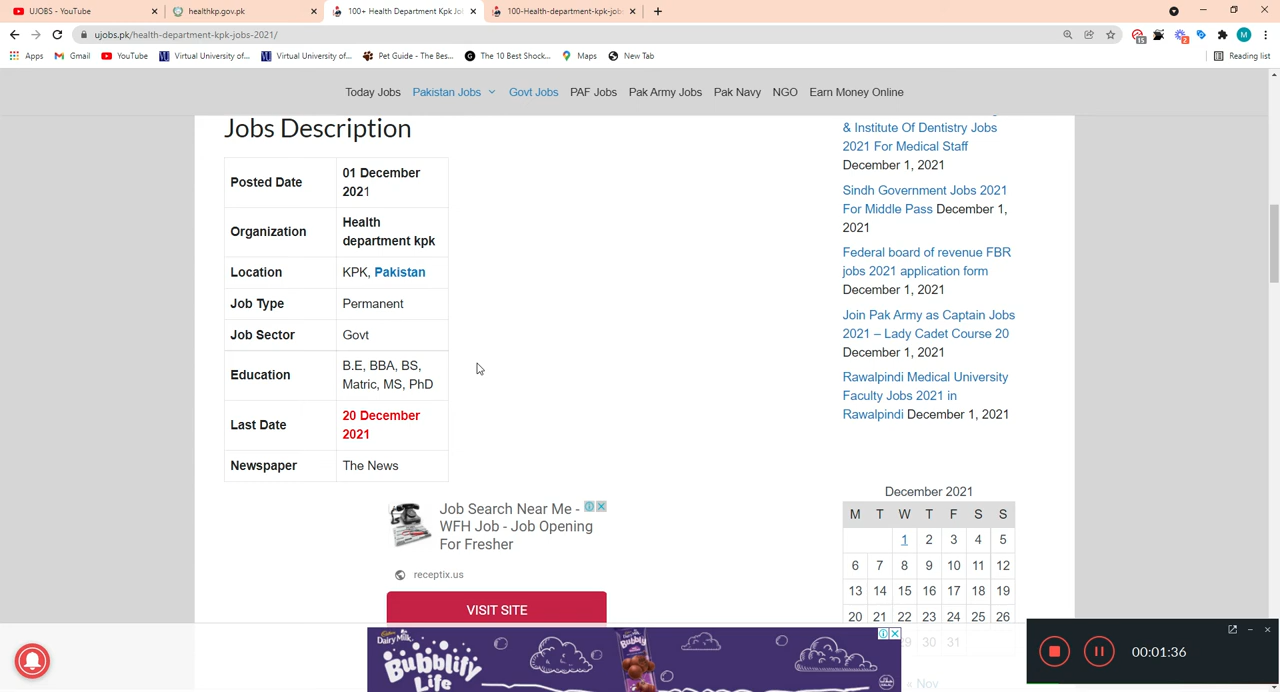 UJOBS - YouTube
healthkp.gov.pk
100+ Health Department Kpk Jo
100-Health-department-kpk-job
ujobs.pk/health-department-kpk-jobs-2021/
15
2
M
Apps
Gmail
YouTube
Virtual University of...
Virtual University of...
Pet Guide - The Bes...
The 10 Best Shock...
Maps
New Tab
Reading list
Today Jobs
Pakistan Jobs
Govt Jobs
PAF Jobs
Pak Army Jobs
Pak Navy
NGO
Earn Money Online
Jobs Description
Posted Date
01 December
2021
Organization
Health
department kpk
Location
KPK, Pakistan
Job Type
Permanent
Job Sector
Govt
Education
B.E, BBA, BS,
Matric, MS, PhD
Last Date
20 December
2021
Newspaper
The News
Job Search Near Me -
WFH Job - Job Opening
For Fresher
receptix.us
VISIT SITE
& Institute Of Dentistry Jobs
2021 For Medical Staff
December 1, 2021
Sindh Government Jobs 2021
For Middle Pass December 1,
2021
Federal board of revenue FBR
jobs 2021 application form
December 1, 2021
Join Pak Army as Captain Jobs
2021 – Lady Cadet Course 20
December 1, 2021
Rawalpindi Medical University
Faculty Jobs 2021 in
Rawalpindi December 1, 2021
December 2021
M T W T F S S
1 2 3 4 5
6 7 8 9 10 11 12
13 14 15 16 17 18 19
20 21 22 23 24 25 26
29 30 31
« Nov
Cadbury
Dairy Milk
Bubblify
Life
Bubbly
00:01:36